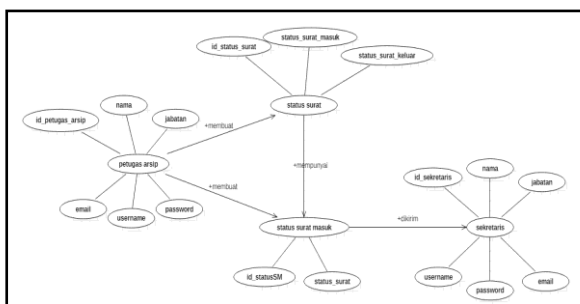 status_surat_masuk
id_status_surat
status_surat_keluar
nama
status surat
id_petugas_arsip
jabatan
+membuat
petugas arsip
+mempunyai
nama
id_sekretaris
jabatan
+membuat
email
username
password
status surat masuk
+dikirim
sekretaris
id_statusSM
status_surat
username
password
email